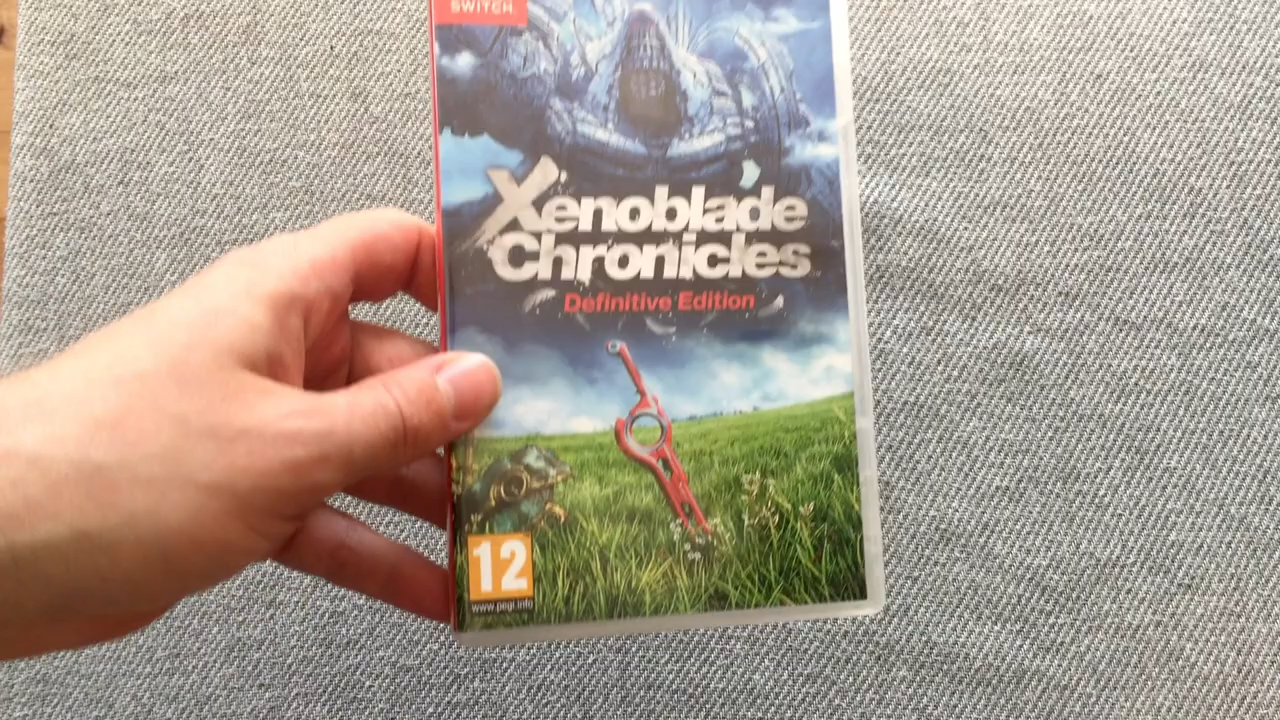 SWITCH.
Xenoblade
Chronicles
Definitive Edition
12
www.pegi.info